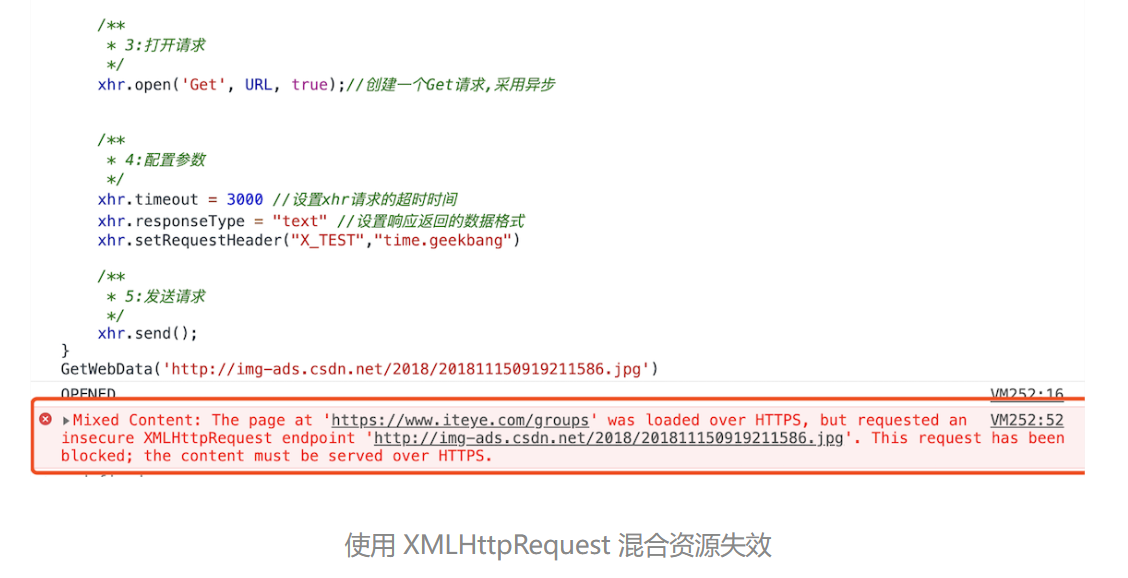 /**
* 3:打开请求
*/
xhr.open('Get', URL, true);//创建一个Get请求,采用异步
/**
* 4:配置参数
*/
xhr.timeout = 3000 //设置xhr请求的超时时间
xhr.responseType = "text" //设置响应返回的数据格式
xhr.setRequestHeader("X_TEST","time.geekbang")
/**
* 5:发送请求
*/
xhr.send();
}
GetWebData('http://img-ads.csdn.net/2018/201811150919211586.jpg')
OPENED VM252:16
Mixed Content: The page at 'https://www.iteye.com/groups' was loaded over HTTPS, but requested an VM252:52
insecure XMLHttpRequest endpoint 'http://img-ads.csdn.net/2018/201811150919211586.jpg'. This request has been
blocked; the content must be served over HTTPS.
使用 XMLHttpRequest 混合资源失效